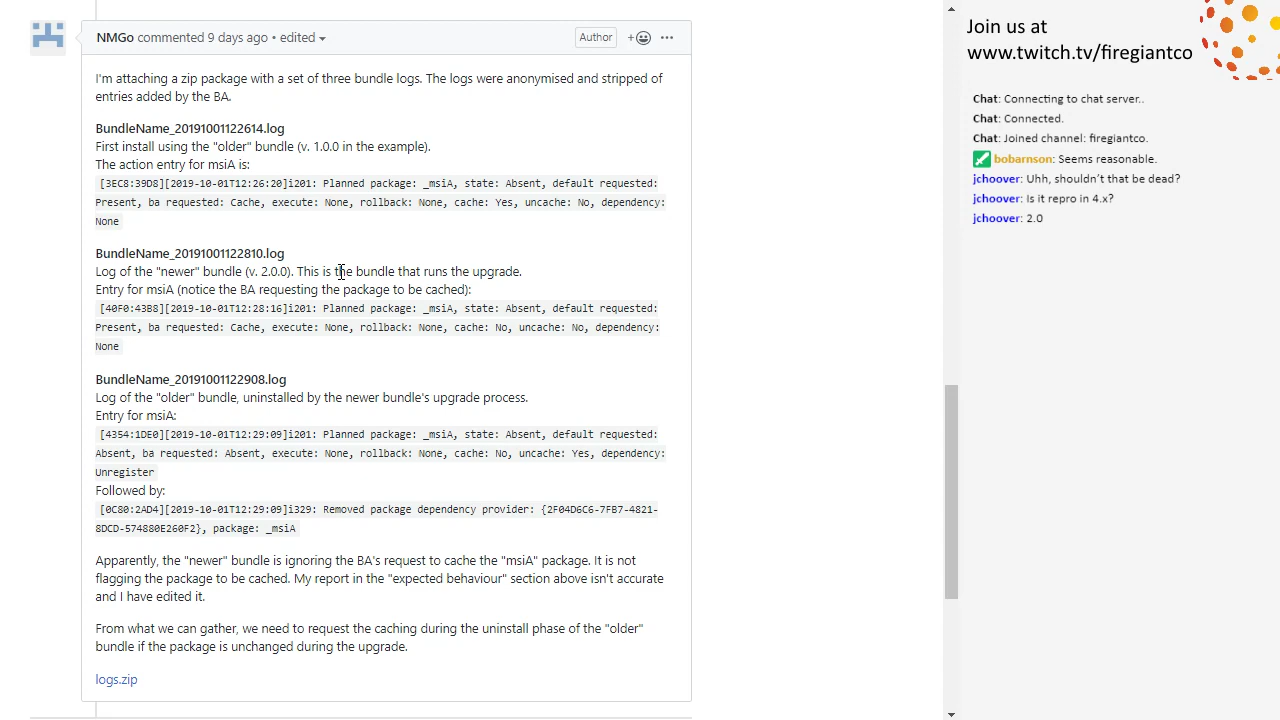 NMGo commented 9 days ago • edited
Author
I'm attaching a zip package with a set of three bundle logs. The logs were anonymised and stripped of
entries added by the BA.
BundleName_20191001122614.log
First install using the "older" bundle (v. 1.0.0 in the example).
The action entry for msiA is:
[3EC8:39D8][2019-10-01T12:26:20]i201: Planned package: _msiA, state: Absent, default requested:
Present, ba requested: Cache, execute: None, rollback: None, cache: Yes, uncache: No, dependency:
None
BundleName_20191001122810.log
Log of the "newer" bundle (v. 2.0.0). This is the bundle that runs the upgrade.
Entry for msiA (notice the BA requesting the package to be cached):
[40F0:43B8][2019-10-01T12:28:16]i201: Planned package: _msiA, state: Absent, default requested:
Present, ba requested: Cache, execute: None, rollback: None, cache: No, uncache: No, dependency:
None
BundleName_20191001122908.log
Log of the "older" bundle, uninstalled by the newer bundle's upgrade process.
Entry for msiA:
[4354:1DE0][2019-10-01T12:29:09]i201: Planned package: _msiA, state: Absent, default requested:
Absent, ba requested: Absent, execute: None, rollback: None, cache: No, uncache: Yes, dependency:
Unregister
Followed by:
[0C80:2AD4][2019-10-01T12:29:09]i329: Removed package dependency provider: {2F04D6C6-7FB7-4821-
8DCD-574880E260F2}, package: _msiA
Apparently, the "newer" bundle is ignoring the BA's request to cache the "msiA" package. It is not
flagging the package to be cached. My report in the "expected behaviour" section above isn't accurate
and I have edited it.
From what we can gather, we need to request the caching during the uninstall phase of the "older"
bundle if the package is unchanged during the upgrade.
logs.zip
Join us at
www.twitch.tv/firegiantco
Chat: Connecting to chat server..
Chat: Connected.
Chat: Joined channel: firegiantco.
bobarnson: Seems reasonable.
jchoover: Uhh, shouldn't that be dead?
jchoover: Is it repro in 4.x?
jchoover: 2.0